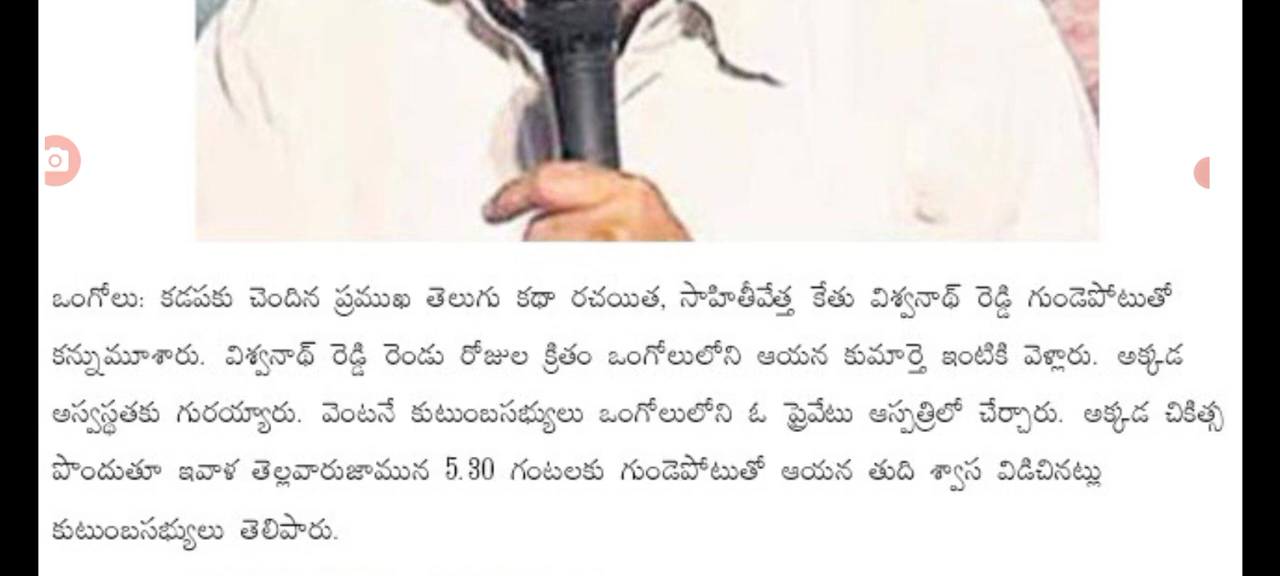 ఒంగోలు: కడపకు చెందిన ప్రముఖ తెలుగు కథా రచయిత, సాహితీవేత్త కేతు విశ్వనాథ్ రెడ్డి గుండెపోటుతో
కన్నుమూశారు. విశ్వనాథ్ రెడ్డి రెండు రోజుల క్రితం ఒంగోలులోని ఆయన కుమార్తె ఇంటికి వెళ్లారు. అక్కడ
అస్వస్థతకు గురయ్యారు. వెంటనే కుటుంబసభ్యులు ఒంగోలులోని ఓ ప్రైవేటు ఆస్పత్రిలో చేర్చారు. అక్కడ చికిత్స
పొందుతూ ఇవాళ తెల్లవారుజామున 5.30 గంటలకు గుండెపోటుతో ఆయన తుది శ్వాస విడిచినట్లు
కుటుంబసభ్యులు తెలిపారు.